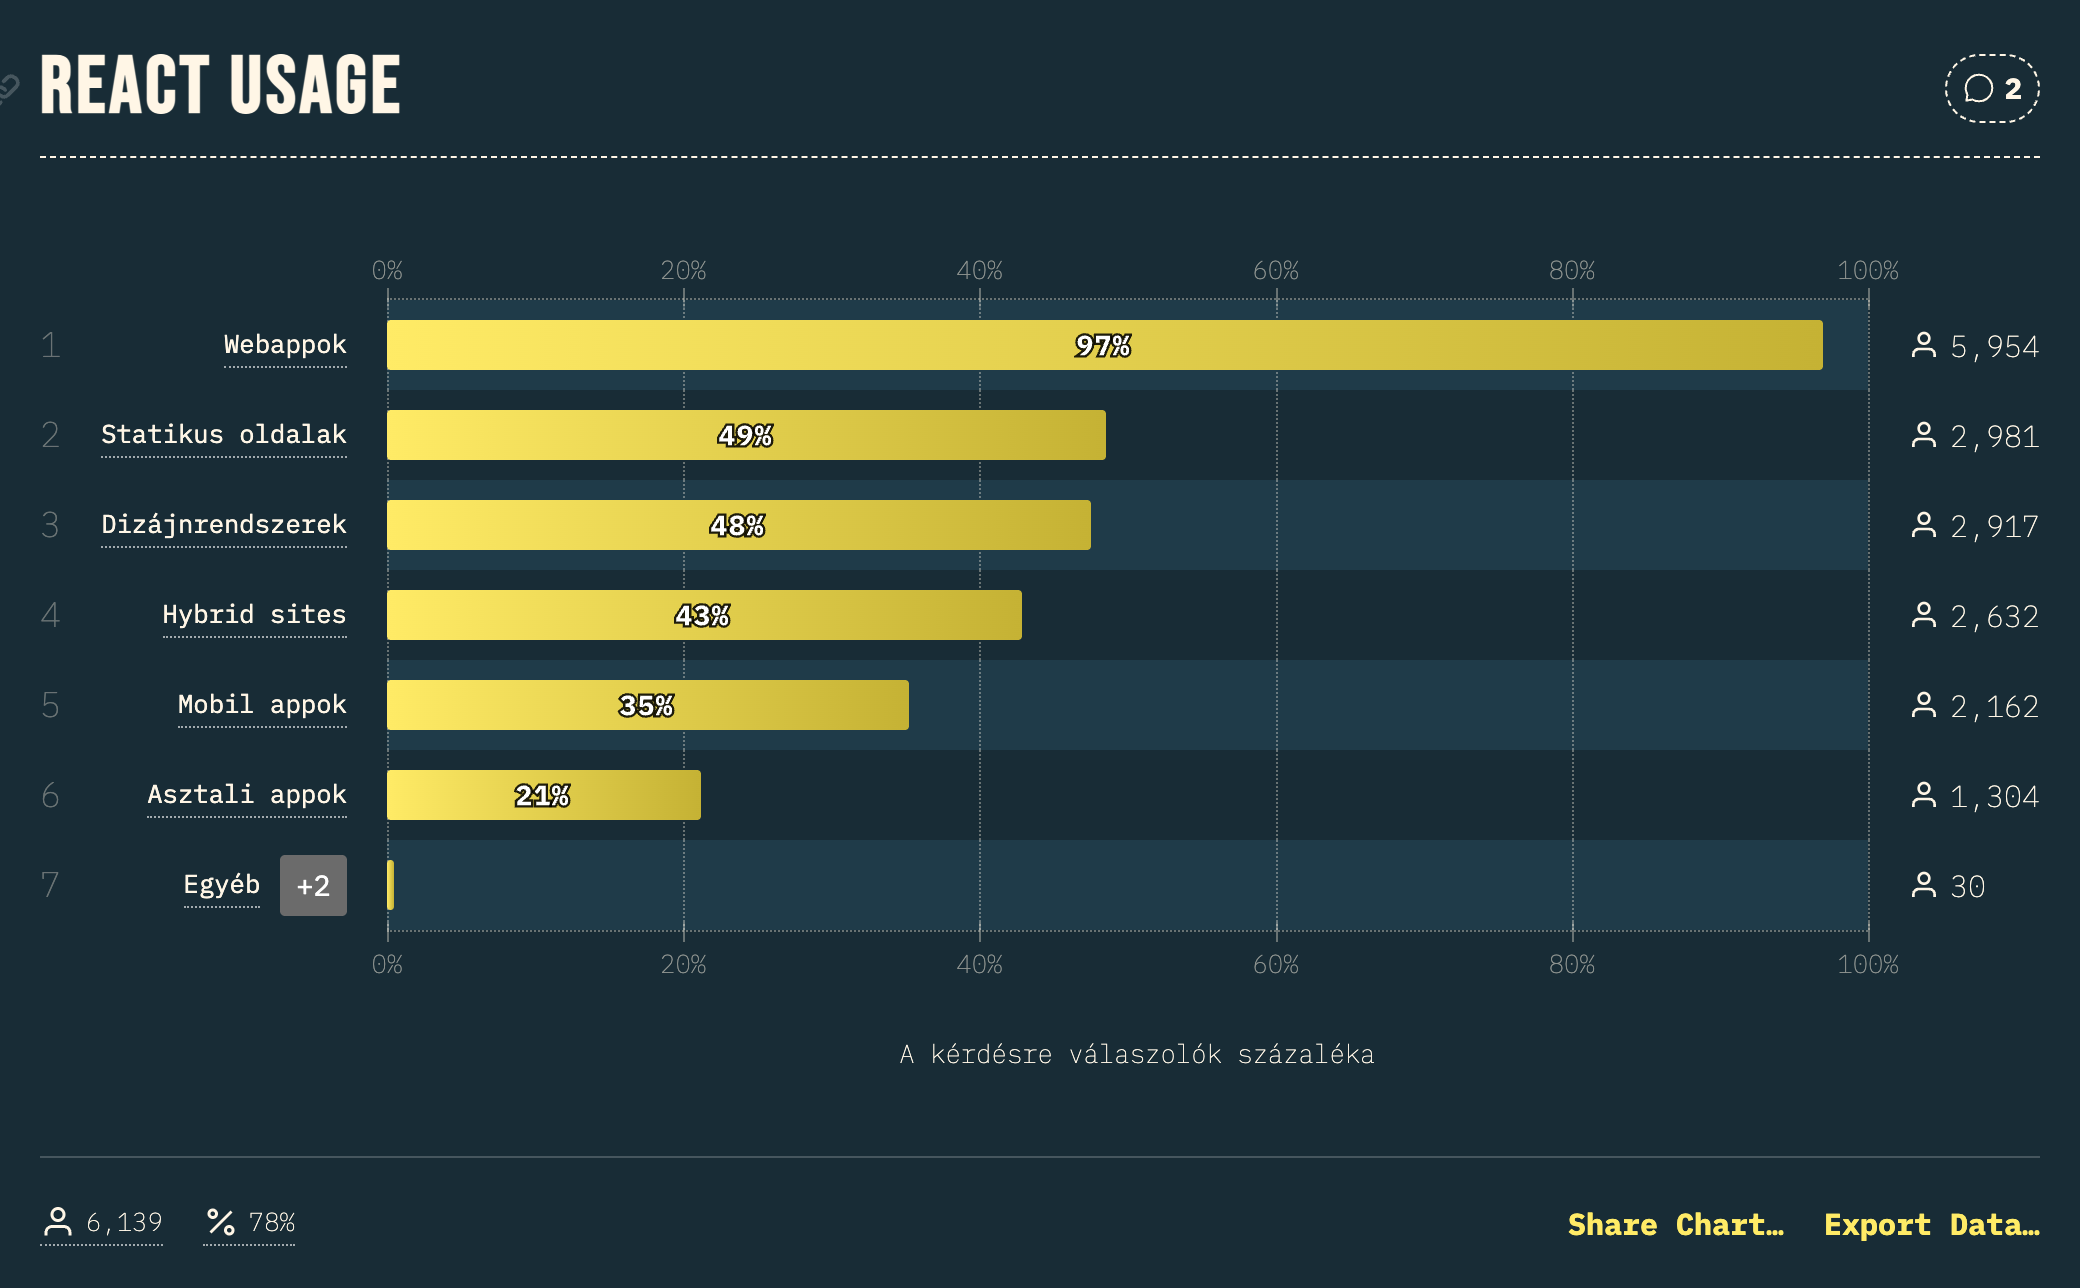 REACT USAGE
2
0% 20% 40% 60% 80% 100%
1 Webappok 97% 5,954
2 Statikus oldalak 49% 2,981
3 Dizájnrendszerek 48% 2,917
4 Hybrid sites 43% 2,632
5 Mobil appok 35% 2,162
6 Asztali appok 21% 1,304
7 Egyéb +2 30
0% 20% 40% 60% 80% 100%
A kérdésre válaszolók százaléka
6,139 78% Share Chart… Export Data…